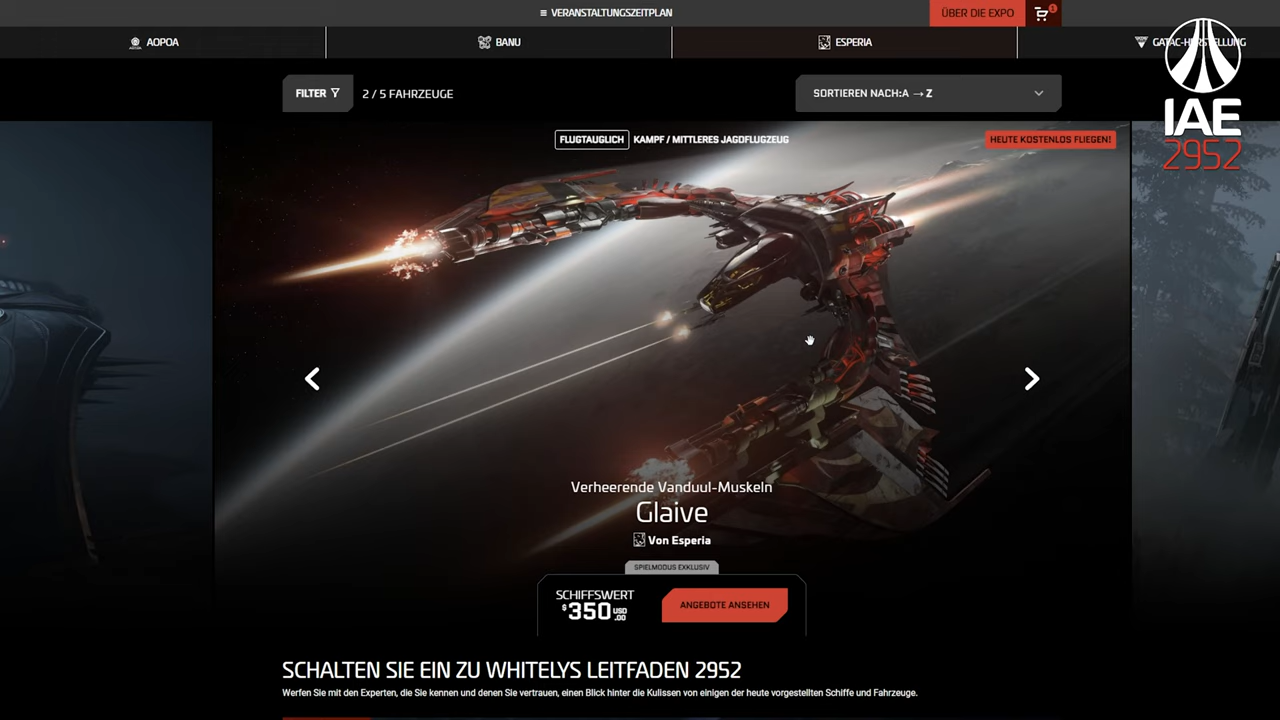 ≡ VERANSTALTUNGSZEITPLAN
ÜBER DIE EXPO
1
AOPOA
BANU
ESPERIA
GATAC-HERSTELLUNG
IAE
2952
FILTER
2 / 5 FAHRZEUGE
SORTIEREN NACH:A → Z
FLUGTAUGLICH KAMPF / MITTLERES JAGDFLUGZEUG
HEUTE KOSTENLOS FLIEGEN!
Verheerende Vanduul-Muskeln
Glaive
Von Esperia
SPIELMODUS EXKLUSIV
SCHIFFSWERT
$350 USD .00
ANGEBOTE ANSEHEN
SCHALTEN SIE EIN ZU WHITELYS LEITFADEN 2952
Werfen Sie mit den Experten, die Sie kennen und denen Sie vertrauen, einen Blick hinter die Kulissen von einigen der heute vorgestellten Schiffe und Fahrzeuge.